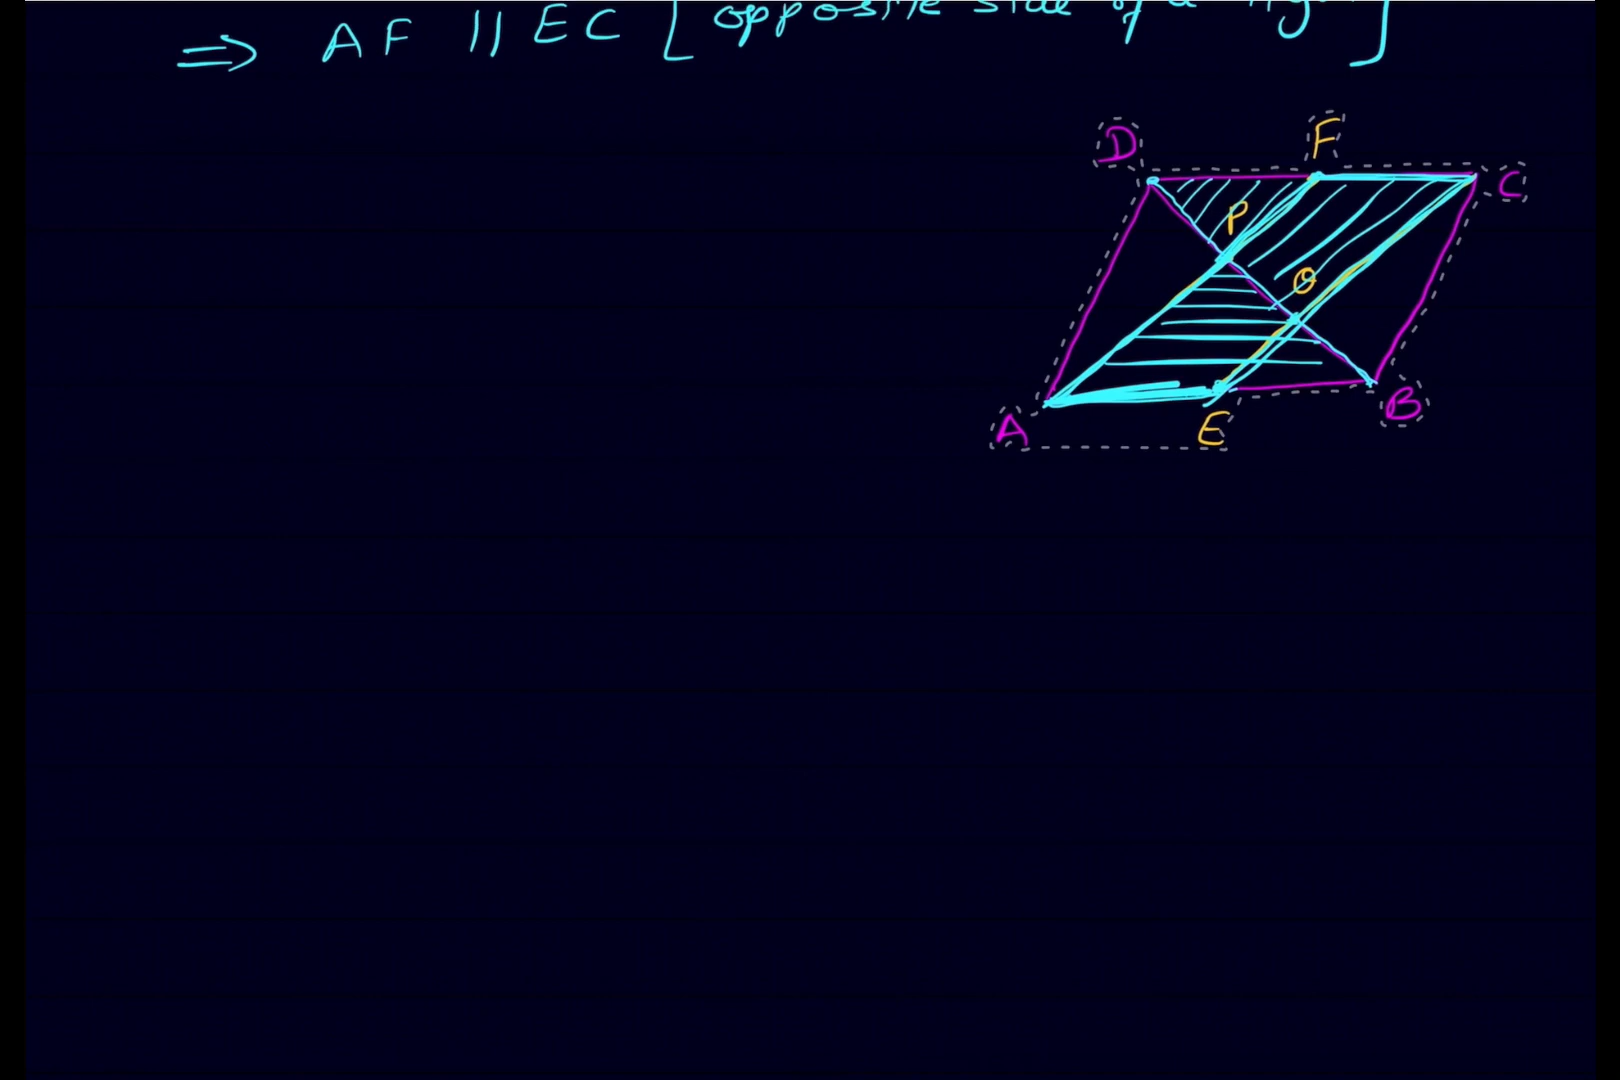 ⇒ AF || EC [opposite side of a
D
F
C
P
O
A
E
B